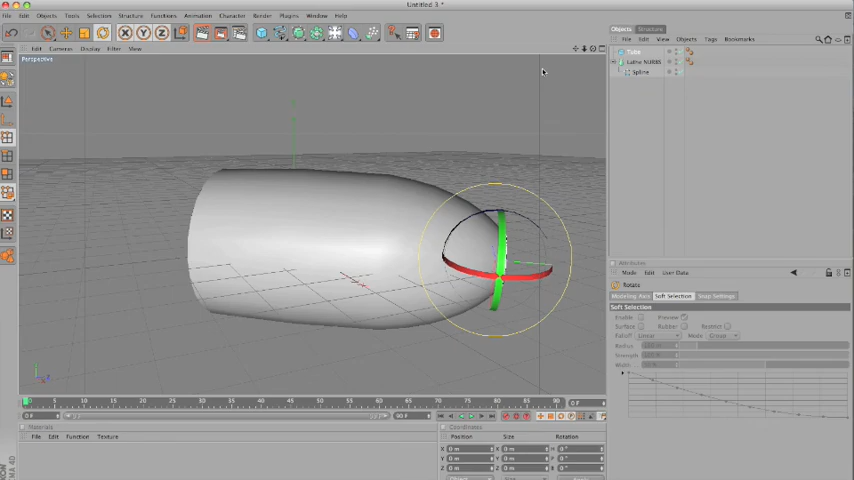 Untitled 3 *
File Edit Objects Tools Selection Structure Functions Animation Character Render Plugins Window Help
Edit Cameras Display Filter View
Perspective
Objects Structure
File Edit View Objects Tags Bookmarks
Tube
Lathe NURBS
Spline
Attributes
Mode Edit User Data
Rotate
Modeling Axis Soft Selection Snap Settings
Soft Selection
Enable Preview
Surface Rubber Restrict
Falloff Linear Mode Group
Radius
Strength
Width
0 5 10 15 20 25 30 35 40 45 50 55 60 65 70 75 80 85 90 0 F
0 F 90 F
Materials
File Edit Function Texture
Coordinates
Position Size Rotation
X 0 m X 0 m H 0 °
Y 0 m Y 0 m P 0 °
Z 0 m Z 0 m B 0 °